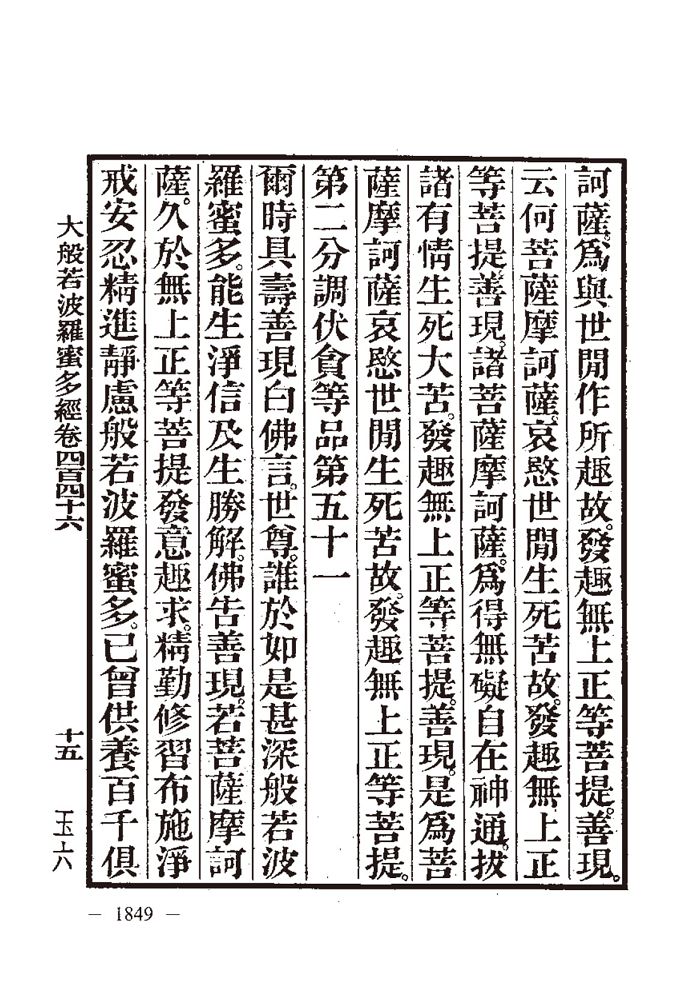 訶薩。為與世閒作所趣故。發趣無上正等菩提。善現。
云何菩薩摩訶薩。哀愍世閒生死苦故。發趣無上正
等菩提。善現。諸菩薩摩訶薩。為得無礙自在神通。拔
諸有情生死大苦。發趣無上正等菩提。善現。是為菩
薩摩訶薩哀愍世閒生死苦故。發趣無上正等菩提。
第二分調伏貪等品第五十一
爾時具壽善現白佛言。世尊。誰於如是甚深般若波
羅蜜多。能生淨信及生勝解。佛告善現。若菩薩摩訶
薩。久於無上正等菩提發意趣求。精勤修習布施淨
戒安忍精進靜慮般若波羅蜜多。已曾供養百千俱
大般若波羅蜜多經卷四百四十六 十五 玉六
— 1849 —